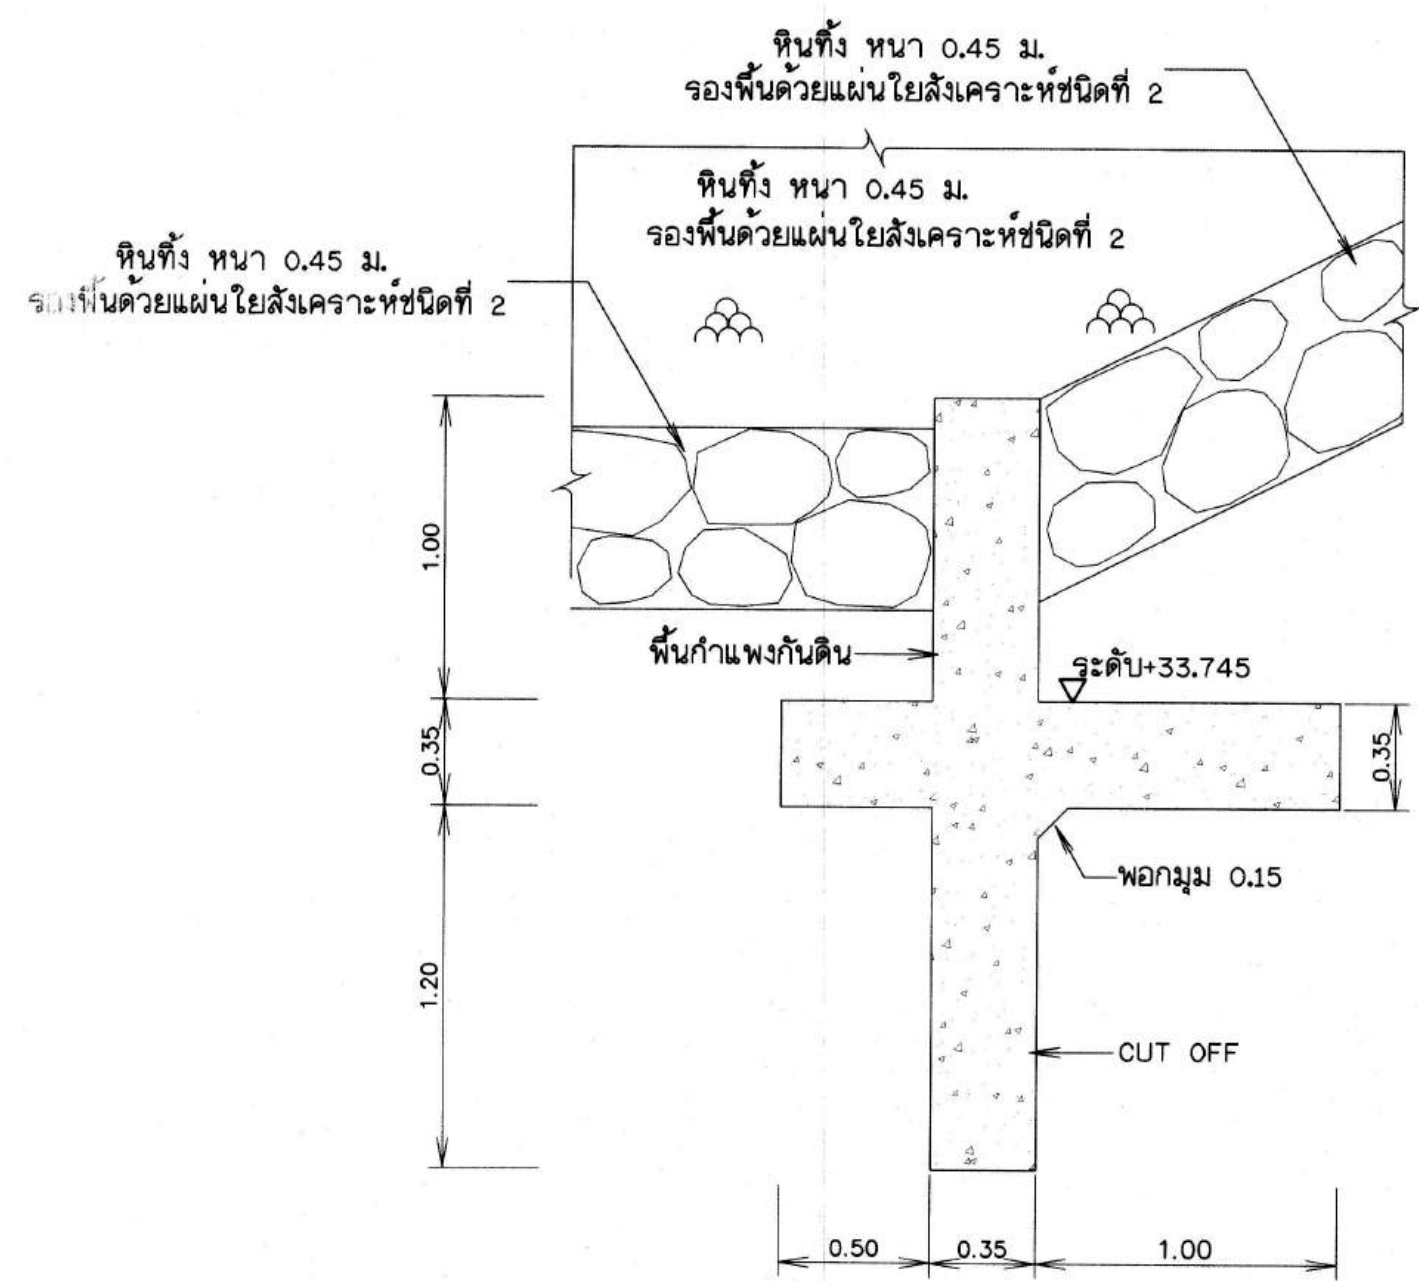 หินทิ้ง หนา 0.45 ม.
รองพื้นด้วยแผ่นใยสังเคราะห์ชนิดที่ 2
หินทิ้ง หนา 0.45 ม.
รองพื้นด้วยแผ่นใยสังเคราะห์ชนิดที่ 2
หินทิ้ง หนา 0.45 ม.
รองพื้นด้วยแผ่นใยสังเคราะห์ชนิดที่ 2
1.00
พื้นกำแพงกันดิน
ระดับ+33.745
0.35
0.35
พอกมุม 0.15
1.20
CUT OFF
0.50
0.35
1.00